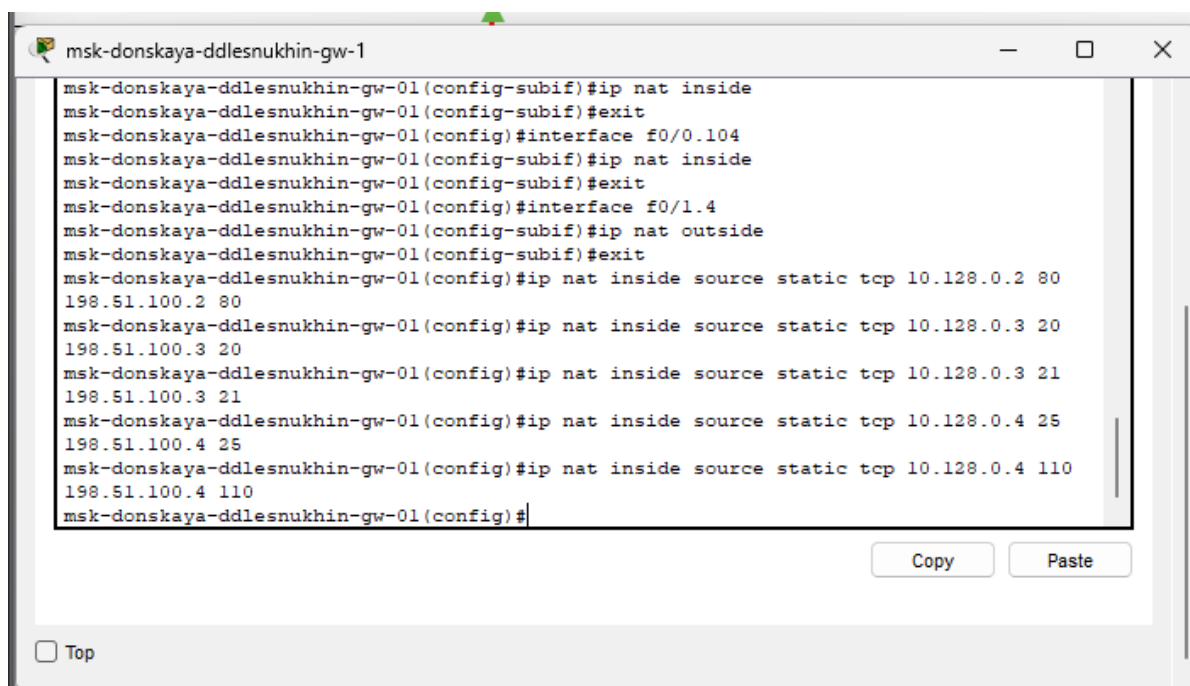 msk-donskaya-ddlesnukhin-gw-1
msk-donskaya-ddlesnukhin-gw-01(config-subif)#ip nat inside
msk-donskaya-ddlesnukhin-gw-01(config-subif)#exit
msk-donskaya-ddlesnukhin-gw-01(config)#interface f0/0.104
msk-donskaya-ddlesnukhin-gw-01(config-subif)#ip nat inside
msk-donskaya-ddlesnukhin-gw-01(config-subif)#exit
msk-donskaya-ddlesnukhin-gw-01(config)#interface f0/1.4
msk-donskaya-ddlesnukhin-gw-01(config-subif)#ip nat outside
msk-donskaya-ddlesnukhin-gw-01(config-subif)#exit
msk-donskaya-ddlesnukhin-gw-01(config)#ip nat inside source static tcp 10.128.0.2 80
198.51.100.2 80
msk-donskaya-ddlesnukhin-gw-01(config)#ip nat inside source static tcp 10.128.0.3 20
198.51.100.3 20
msk-donskaya-ddlesnukhin-gw-01(config)#ip nat inside source static tcp 10.128.0.3 21
198.51.100.3 21
msk-donskaya-ddlesnukhin-gw-01(config)#ip nat inside source static tcp 10.128.0.4 25
198.51.100.4 25
msk-donskaya-ddlesnukhin-gw-01(config)#ip nat inside source static tcp 10.128.0.4 110
198.51.100.4 110
msk-donskaya-ddlesnukhin-gw-01(config)#
Copy Paste
Top